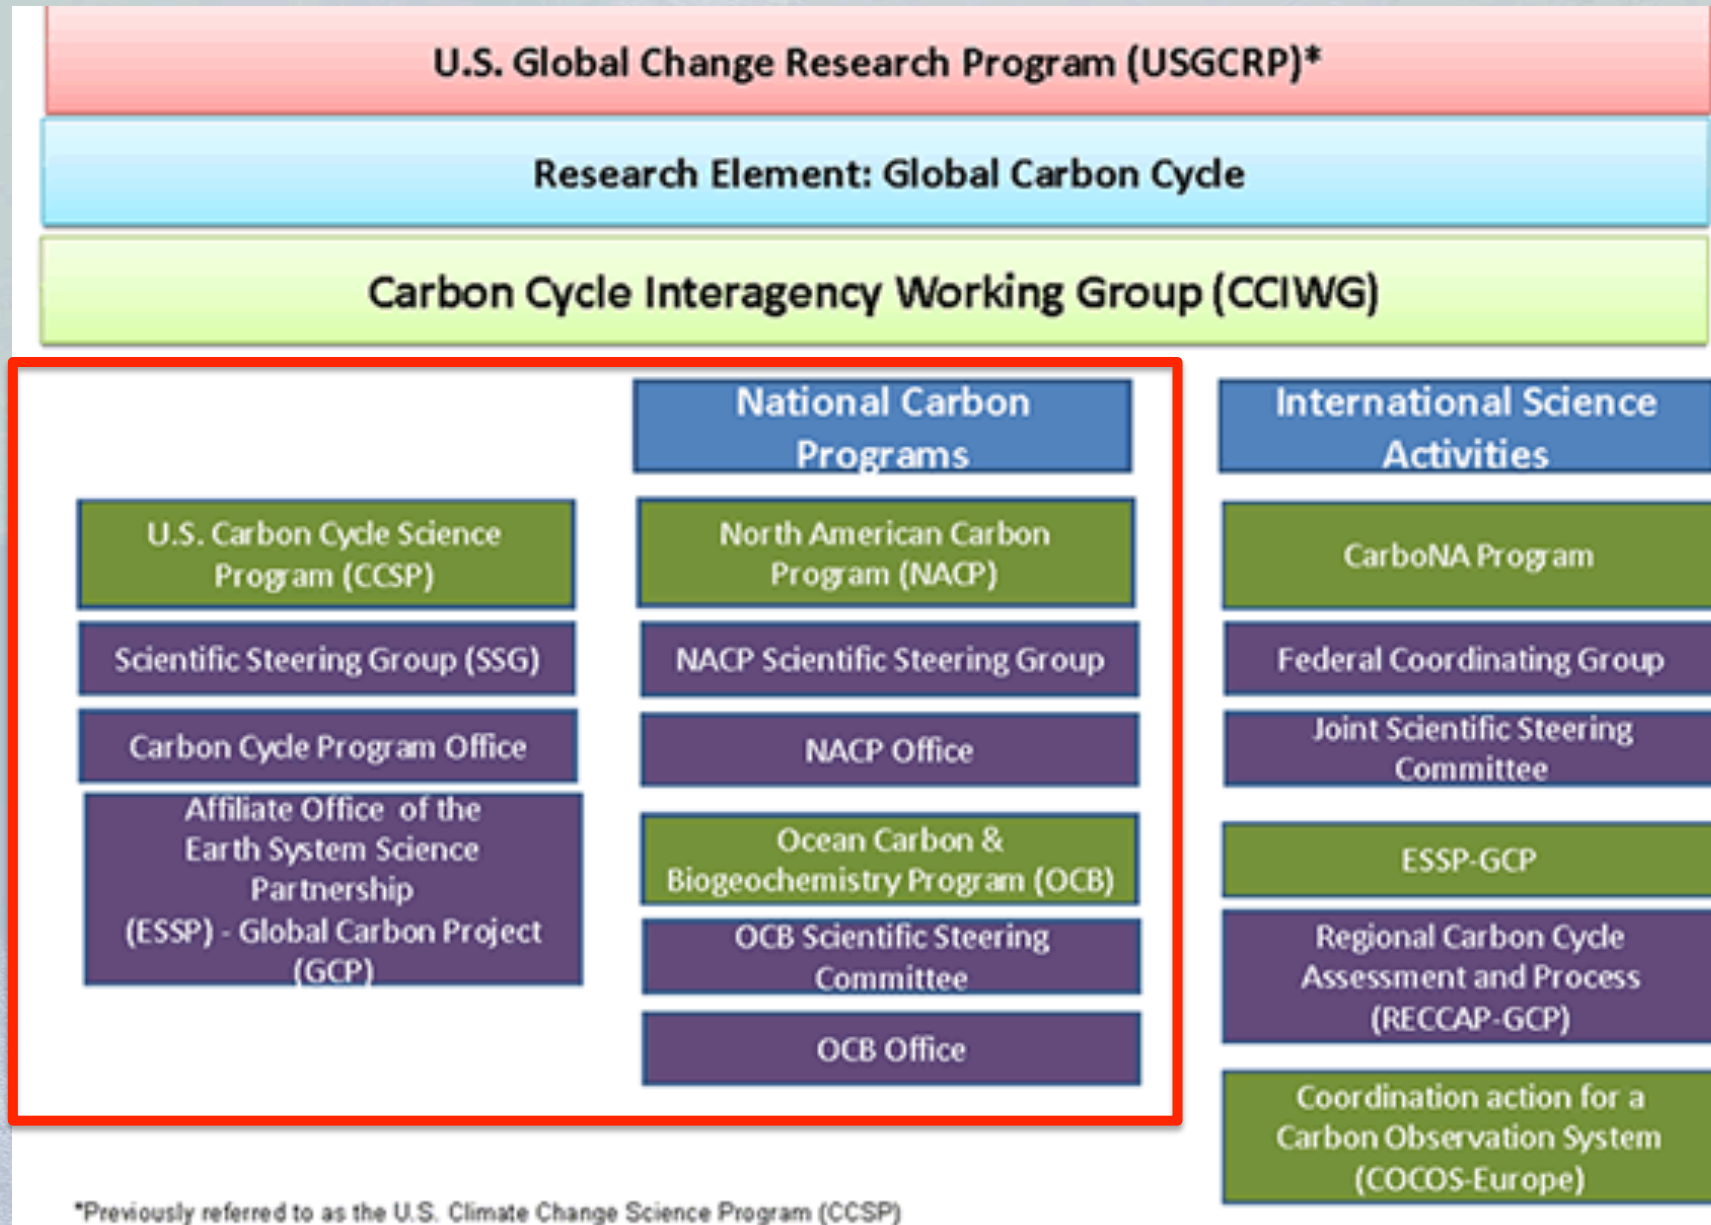 U.S. Global Change Research Program (USGCRP)*
Research Element: Global Carbon Cycle
Carbon Cycle Interagency Working Group (CCIWG)
National Carbon
Programs
International Science
Activities
U.S. Carbon Cycle Science
Program (CCSP)
Scientific Steering Group (SSG)
Carbon Cycle Program Office
Affiliate Office of the
Earth System Science
Partnership
(ESSP) - Global Carbon Project
(GCP)
North American Carbon
Program (NACP)
NACP Scientific Steering Group
NACP Office
Ocean Carbon &
Biogeochemistry Program (OCB)
OCB Scientific Steering
Committee
OCB Office
CarboNA Program
Federal Coordinating Group
Joint Scientific Steering
Committee
ESSP-GCP
Regional Carbon Cycle
Assessment and Process
(RECCAP-GCP)
Coordination action for a
Carbon Observation System
(COCOS-Europe)
*Previously referred to as the U.S. Climate Change Science Program (CCSP)